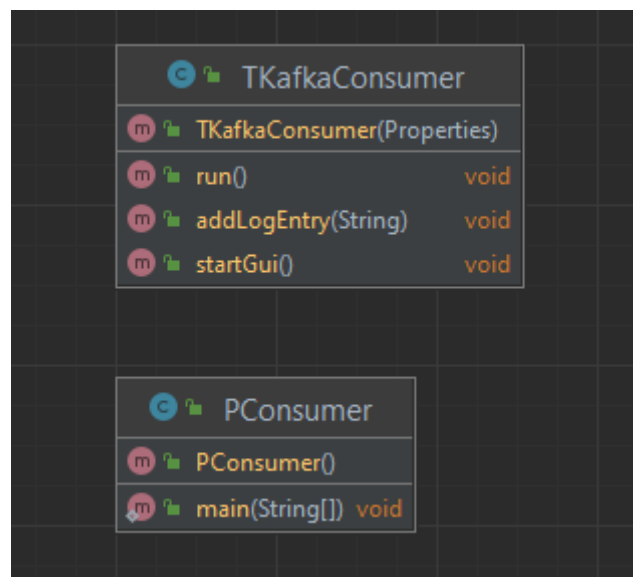 TKafkaConsumer
TKafkaConsumer(Properties)
run() void
addLogEntry(String) void
startGui() void
PConsumer
PConsumer()
main(String[]) void